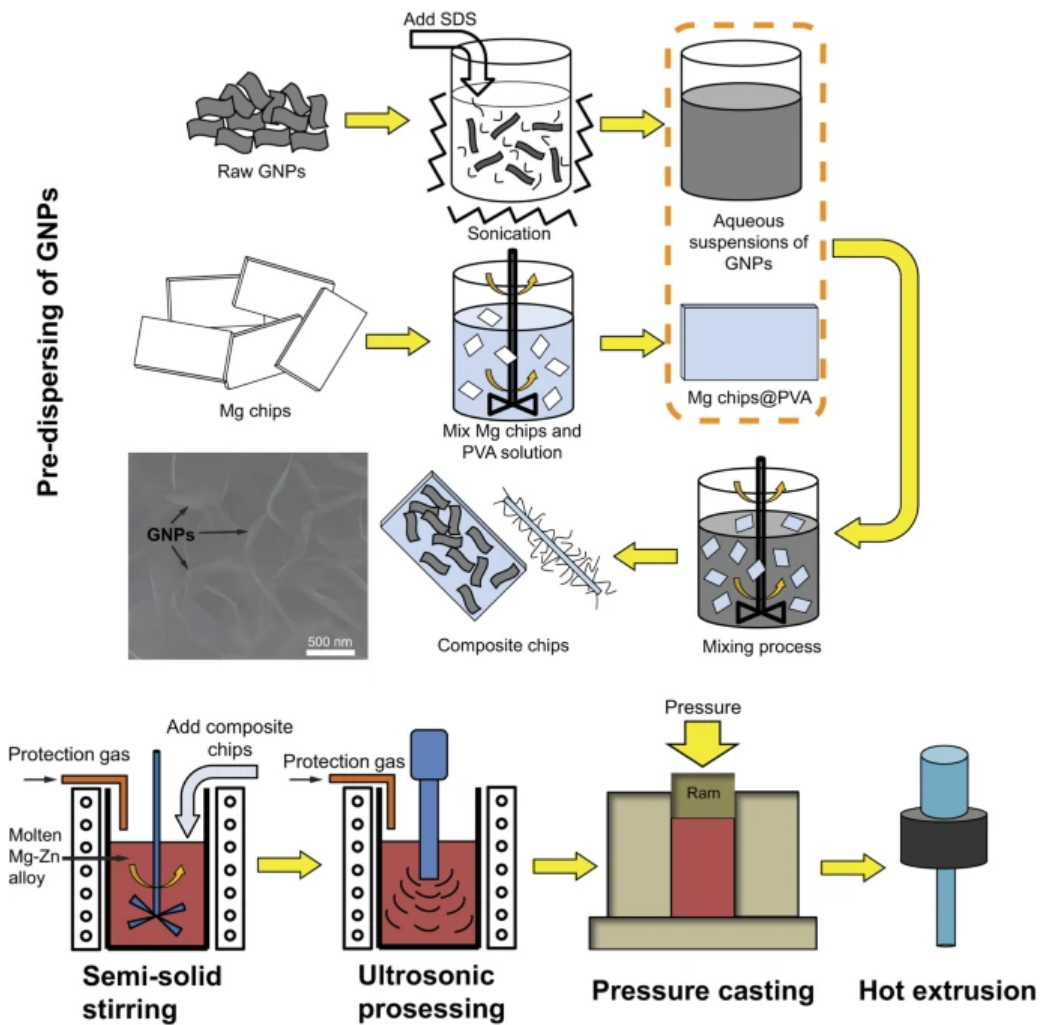 Add SDS
Raw GNPs
Sonication
Aqueous
suspensions of
GNPs
Pre-dispersing of GNPs
Mg chips
Mix Mg chips and
PVA solution
Mg chips@PVA
GNPs
500 nm
Composite chips
Mixing process
Protection gas
Add composite
chips
Molten
Mg-Zn
alloy
Semi-solid
stirring
Protection gas
Ultrosonic
prosessing
Pressure
Ram
Pressure casting
Hot extrusion